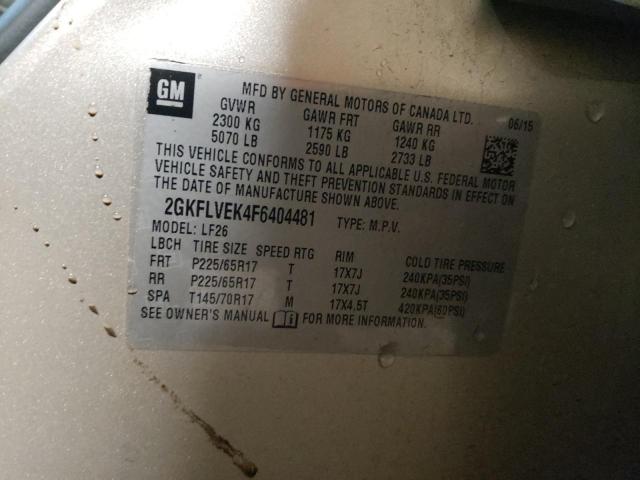 GM
MFD BY GENERAL MOTORS OF CANADA LTD. 06/15
GVWR GAWR FRT GAWR RR
2300 KG 1175 KG 1240 KG
5070 LB 2590 LB 2733 LB
THIS VEHICLE CONFORMS TO ALL APPLICABLE U.S. FEDERAL MOTOR
VEHICLE SAFETY AND THEFT PREVENTION STANDARDS IN EFFECT ON
THE DATE OF MANUFACTURE SHOWN ABOVE.
2GKFLVEK4F6404481 TYPE: M.P.V.
MODEL: LF26
LBCH TIRE SIZE SPEED RTG RIM COLD TIRE PRESSURE
FRT P225/65R17 T 17X7J 240KPA(35PSI)
RR P225/65R17 T 17X7J 240KPA(35PSI)
SPA T145/70R17 M 17X4.5T 420KPA(60PSI)
SEE OWNER'S MANUAL FOR MORE INFORMATION.